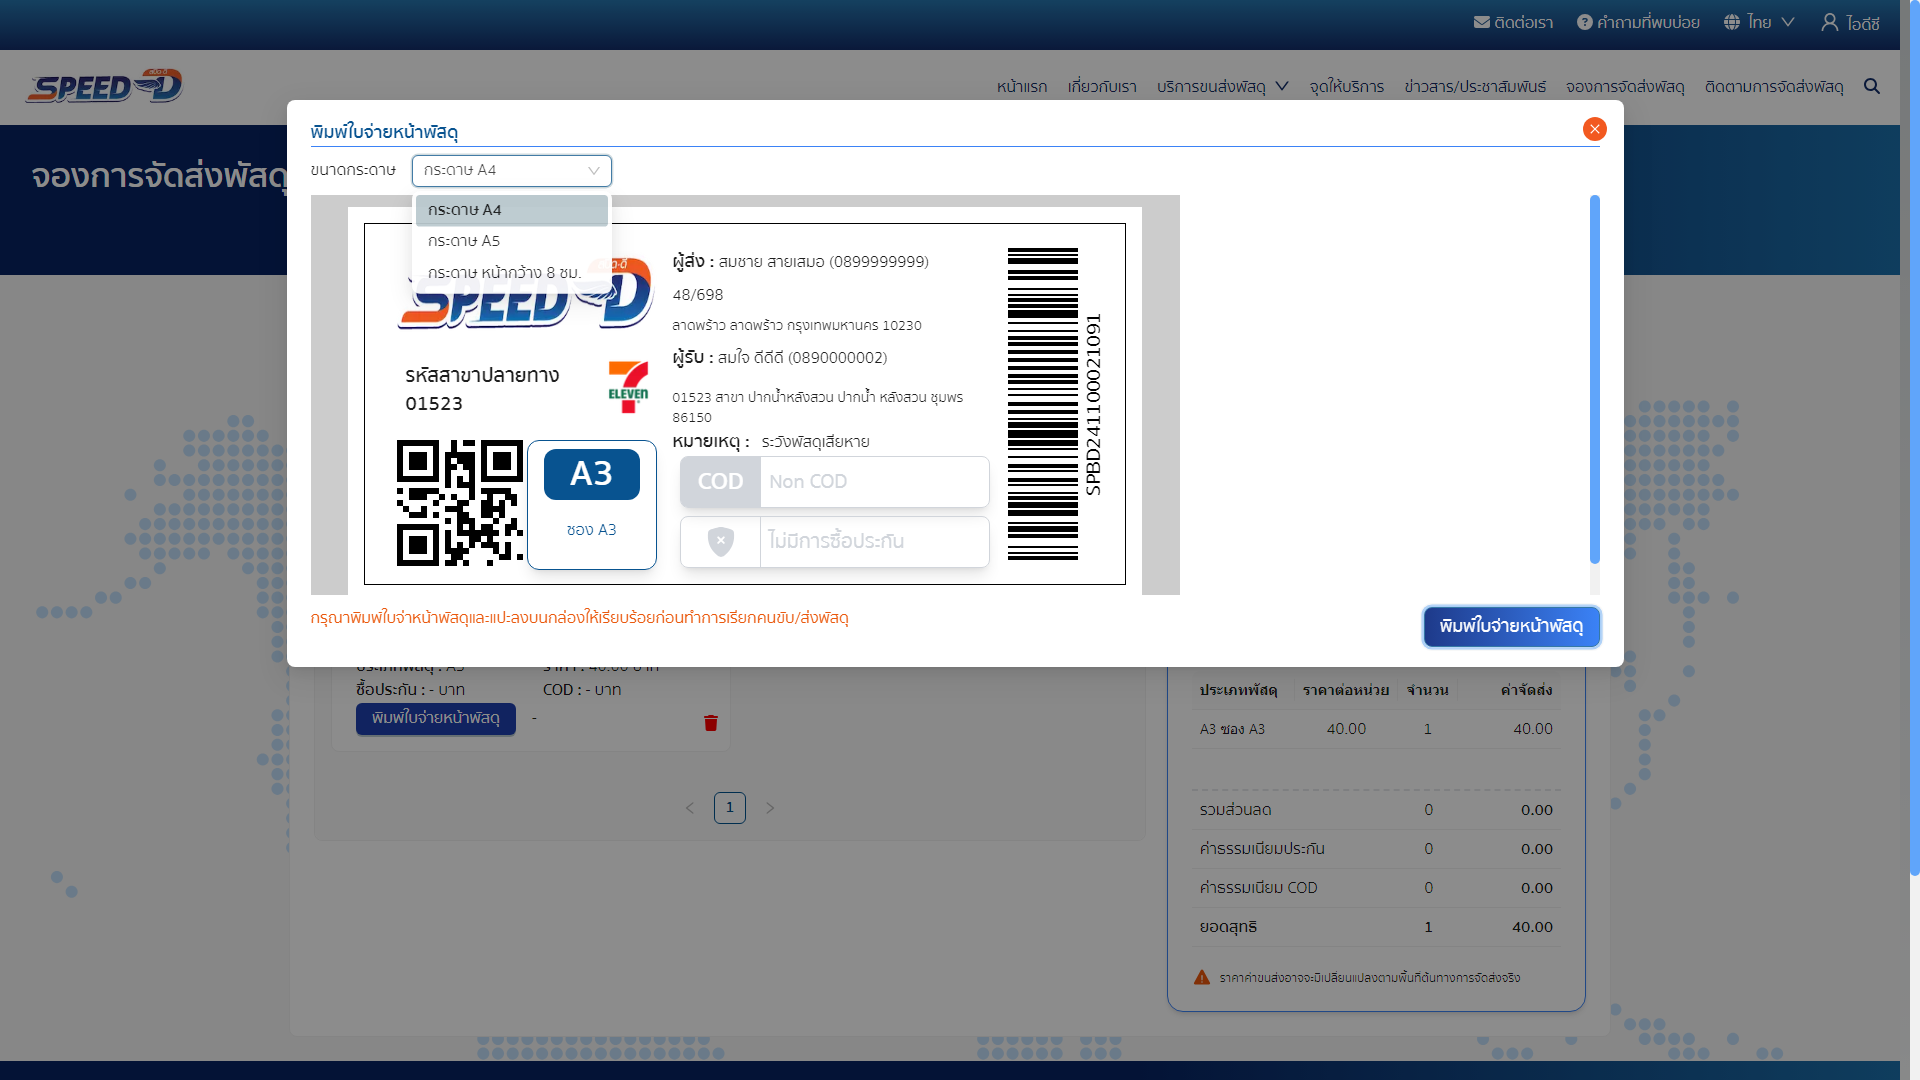 ติดต่อเรา
คำถามที่พบบ่อย
ไทย
ไอดีซี
สปีด-ดี
SPEED-D
หน้าแรก
เกี่ยวกับเรา
บริการขนส่งพัสดุ
จุดให้บริการ
ข่าวสาร/ประชาสัมพันธ์
จองการจัดส่งพัสดุ
ติดตามการจัดส่งพัสดุ
จองการจัดส่งพัสดุ
พิมพ์ใบจ่ายหน้าพัสดุ
ขนาดกระดาษ
กระดาษ A4
กระดาษ A4
กระดาษ A5
กระดาษ หน้ากว้าง 8 ซม.
SPEED-D
รหัสสาขาปลายทาง
01523
ELEVEN
A3
ซอง A3
ผู้ส่ง : สมชาย สายเสมอ (0899999999)
48/698
ลาดพร้าว ลาดพร้าว กรุงเทพมหานคร 10230
ผู้รับ : สมใจ ดีดีดี (0890000002)
01523 สาขา ปากน้ำหลังสวน ปากน้ำ หลังสวน ชุมพร
86150
หมายเหตุ : ระวังพัสดุเสียหาย
COD Non COD
ไม่มีการซื้อประกัน
SPBD241100021091
กรุณาพิมพ์ใบจ่าหน้าพัสดุและแปะลงบนกล่องให้เรียบร้อยก่อนทำการเรียกคนขับ/ส่งพัสดุ
พิมพ์ใบจ่ายหน้าพัสดุ
ประเภทพัสดุ : A3
ราคา : 40.00 บาท
ซื้อประกัน : - บาท
COD : - บาท
พิมพ์ใบจ่ายหน้าพัสดุ
-
1
ประเภทพัสดุ ราคาต่อหน่วย จำนวน ค่าจัดส่ง
A3 ซอง A3 40.00 1 40.00
รวมส่วนลด 0 0.00
ค่าธรรมเนียมประกัน 0 0.00
ค่าธรรมเนียม COD 0 0.00
ยอดสุทธิ 1 40.00
ราคาค่าขนส่งอาจจะมีเปลี่ยนแปลงตามพื้นที่ต้นทางการจัดส่งจริง